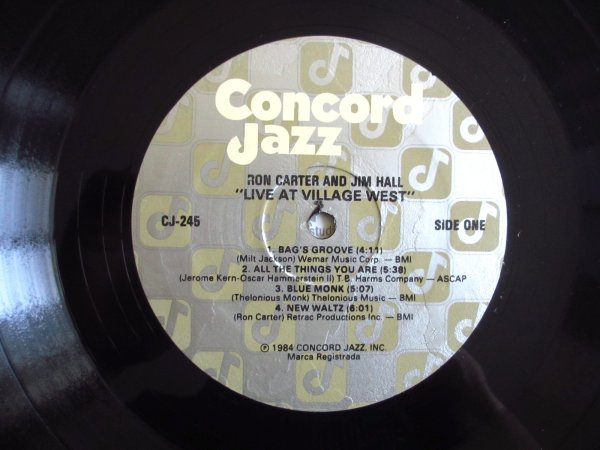 Concord
Jazz
RON CARTER AND JIM HALL
"LIVE AT VILLAGE WEST"
CJ-245
SIDE ONE
1. BAG'S GROOVE (4:11)
(Milt Jackson) Wemar Music Corp. — BMI
2. ALL THE THINGS YOU ARE (5:38)
(Jerome Kern-Oscar Hammerstein II) T.B. Harms Company — ASCAP
3. BLUE MONK (5:07)
(Thelonious Monk) Thelonious Music — BMI
4. NEW WALTZ (6:01)
(Ron Carter) Retrac Productions Inc. — BMI
℗ 1984 CONCORD JAZZ, INC.
Marca Registrada